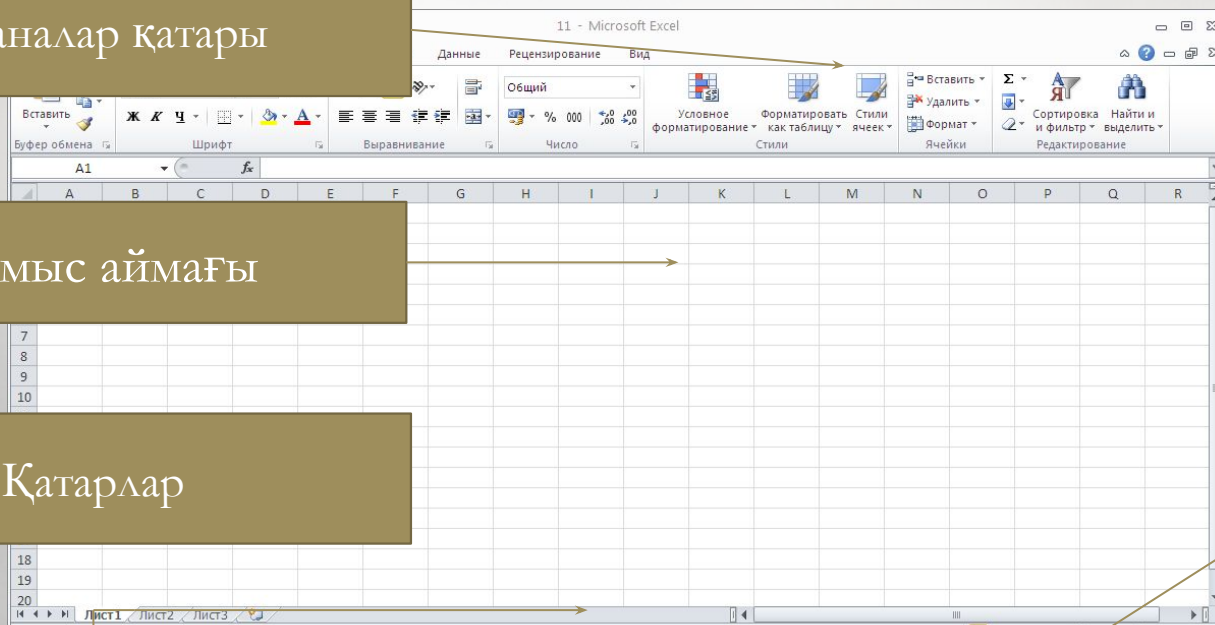 аналар қатары
11 - Microsoft Excel
Данные Рецензирование Вид
Вставить
Ж К Ч
A
Общий
% 000
Условное форматирование
Форматировать как таблицу
Стили ячеек
Вставить
Удалить
Формат
Σ
Сортировка и фильтр
Найти и выделить
Буфер обмена Шрифт Выравнивание Число Стили Ячейки Редактирование
A1 fx
A B C D E F G H I J K L M N O P Q R
мыс аймағы
7
8
9
10
Қатарлар
18
19
20
Лист1 Лист2 Лист3